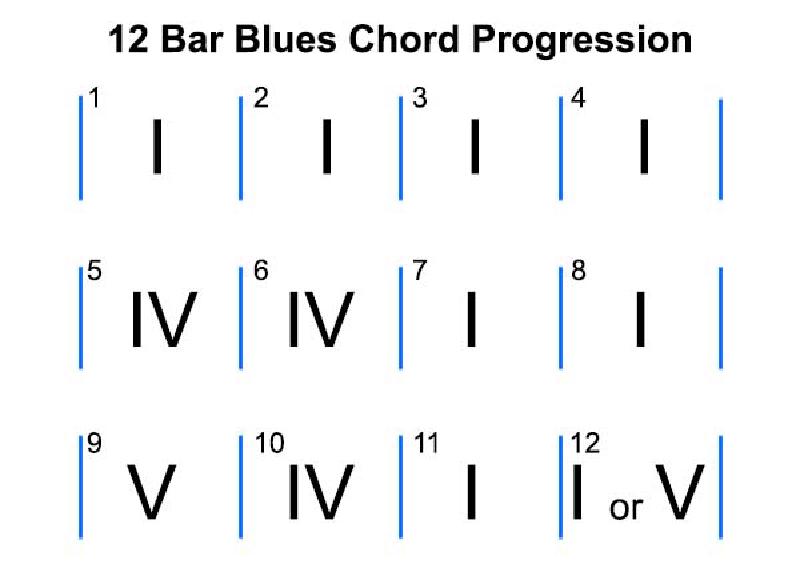 12 Bar Blues Chord Progression
1 2 3 4
I I I I
5 6 7 8
IV IV I I
9 10 11 12
V IV I I or V